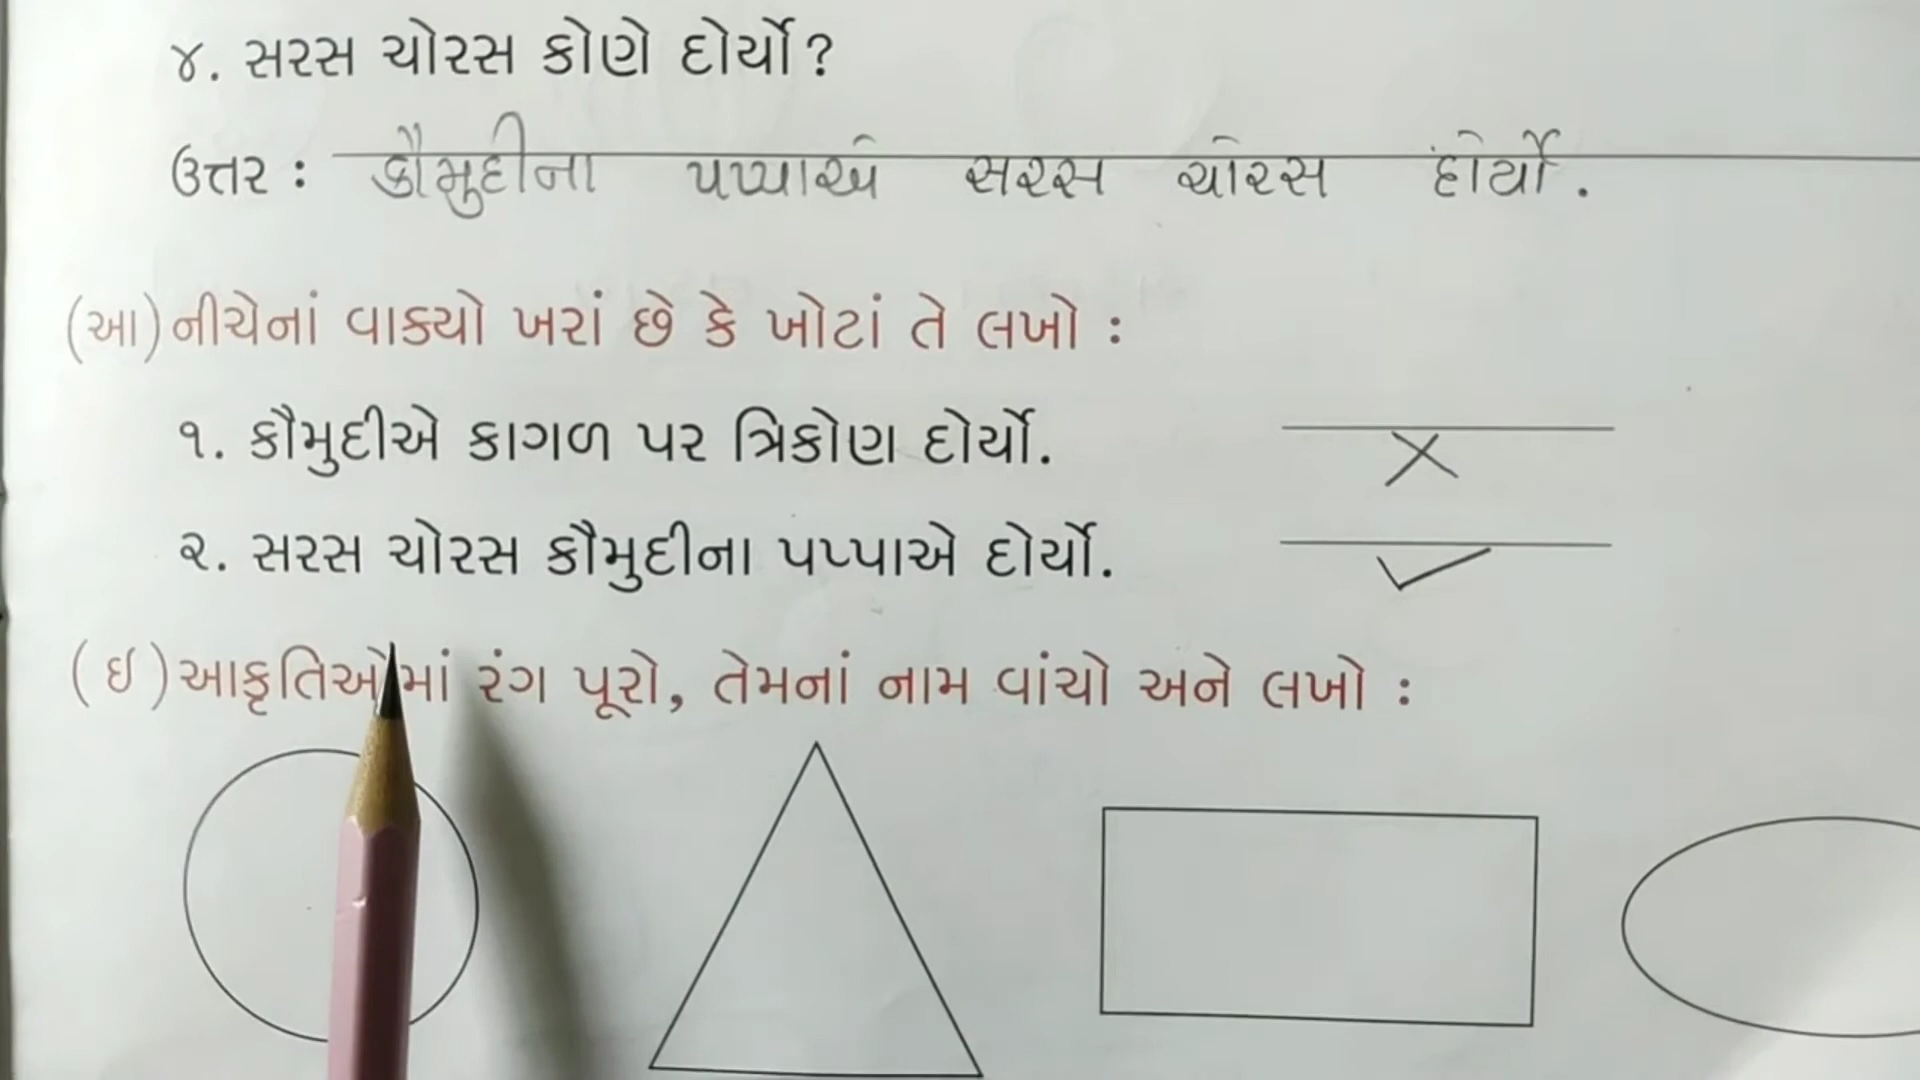 ૪. સરસ ચોરસ કોણે દોર્યો?
ઉત્તર : કૌમુદીના પપ્પાએ સરસ ચોરસ દોર્યો.
(આ) નીચેનાં વાક્યો ખરાં છે કે ખોટાં તે લખો :
૧. કૌમુદીએ કાગળ પર ત્રિકોણ દોર્યો. ✗
૨. સરસ ચોરસ કૌમુદીના પપ્પાએ દોર્યો. ✓
(ઇ) આકૃતિઓમાં રંગ પૂરો, તેમનાં નામ વાંચો અને લખો :